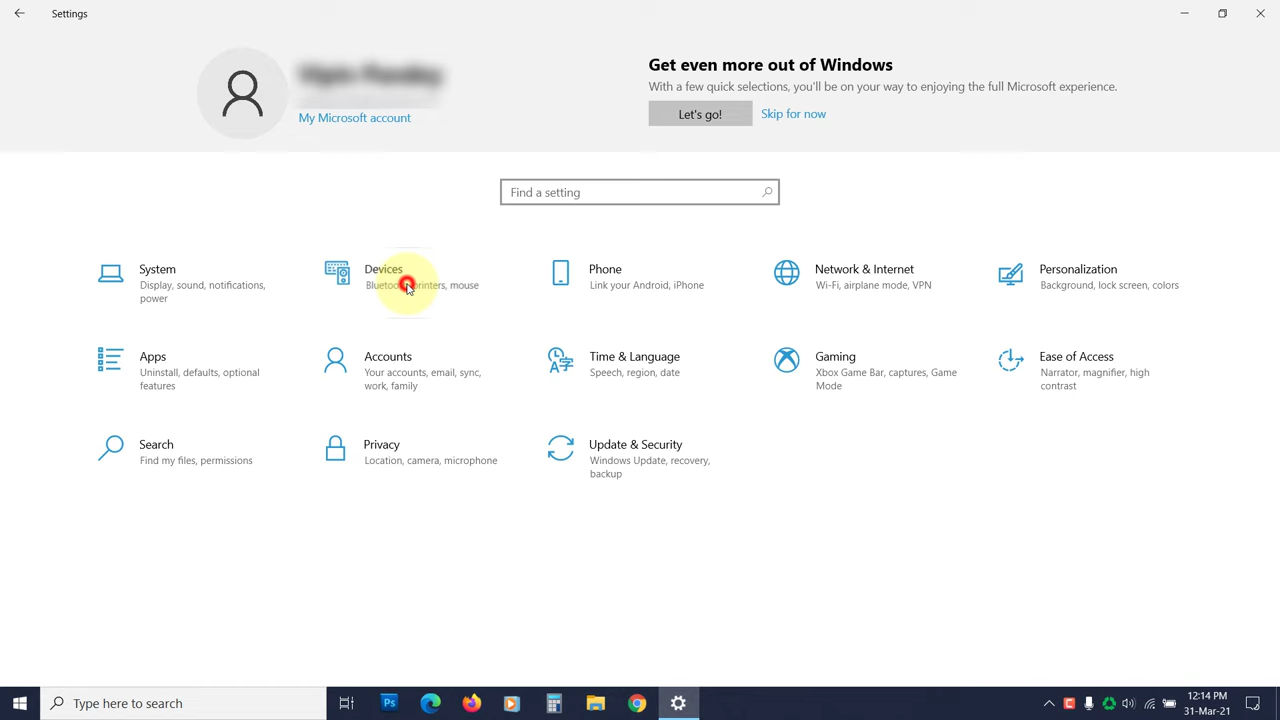 Settings
My Microsoft account
Get even more out of Windows
With a few quick selections, you'll be on your way to enjoying the full Microsoft experience.
Let's go!
Skip for now
Find a setting
System
Display, sound, notifications,
power
Devices
printers, mouse
Phone
Link your Android, iPhone
Network & Internet
Wi-Fi, airplane mode, VPN
Personalization
Background, lock screen, colors
Apps
Uninstall, defaults, optional
features
Accounts
Your accounts, email, sync,
work, family
Time & Language
Speech, region, date
Gaming
Xbox Game Bar, captures, Game
Mode
Ease of Access
Narrator, magnifier, high
contrast
Search
Find my files, permissions
Privacy
Location, camera, microphone
Update & Security
Windows Update, recovery,
backup
Type here to search
Ps
12:14 PM
31-Mar-21